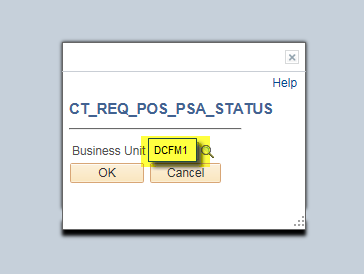 Help
CT_REQ_POS_PSA_STATUS
Business Unit DCFM1
OK Cancel